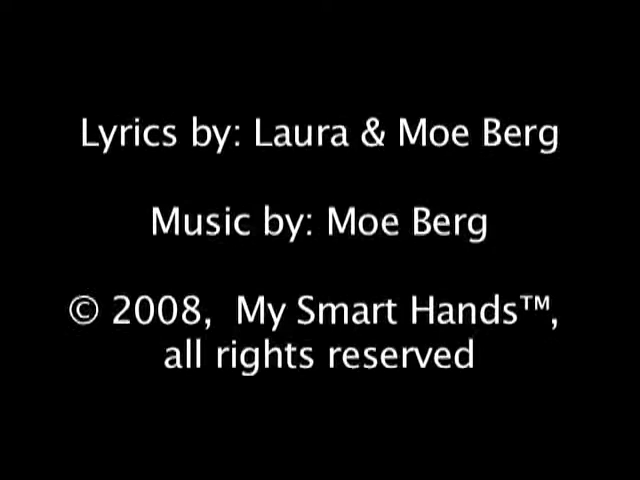 Lyrics by: Laura & Moe Berg
Music by: Moe Berg
© 2008, My Smart Hands™,
all rights reserved